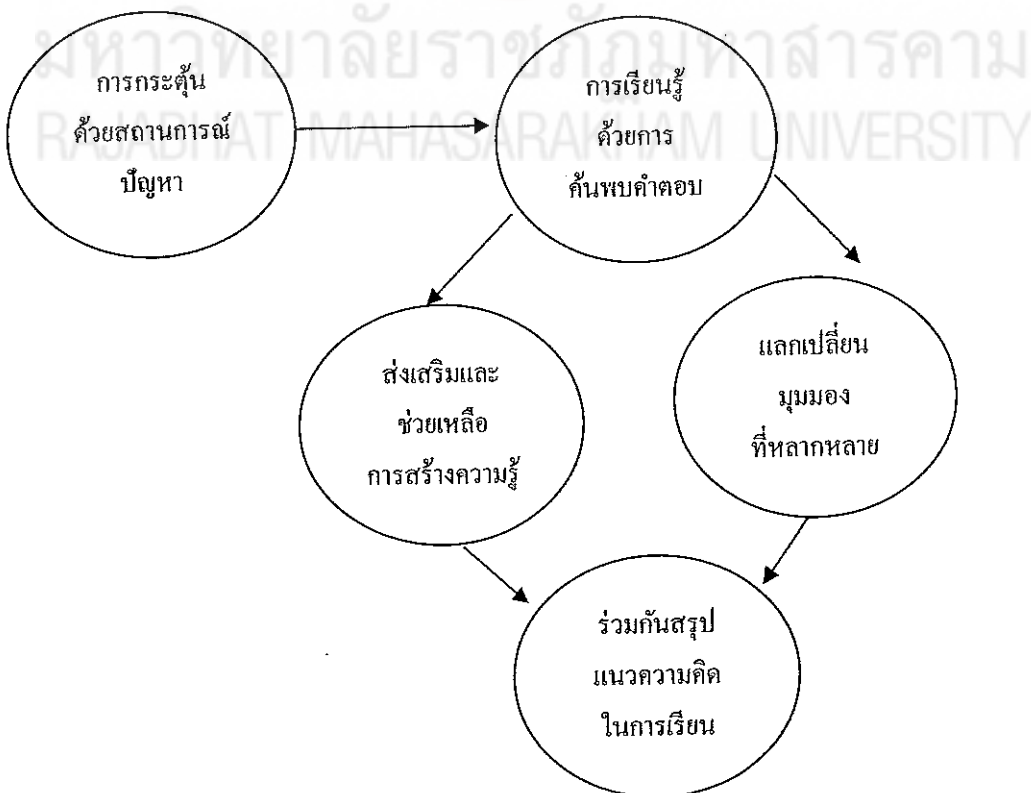 มหาวิทยาลัยราชภัฏมหาสารคาม
RAJABHAT MAHASARAKHAM UNIVERSITY
การกระตุ้น
ด้วยสถานการณ์
ปัญหา
การเรียนรู้
ด้วยการ
ค้นพบคำตอบ
ส่งเสริมและ
ช่วยเหลือ
การสร้างความรู้
แลกเปลี่ยน
มุมมอง
ที่หลากหลาย
ร่วมกันสรุป
แนวความคิด
ในการเรียน